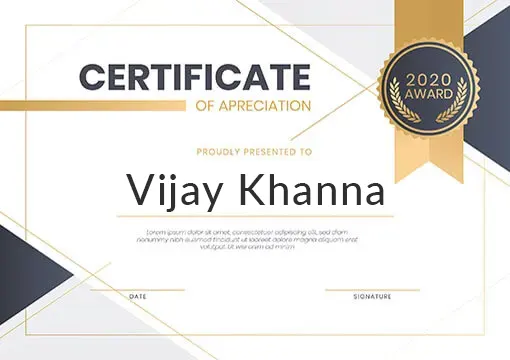 CERTIFICATE
OF APRECIATION
2020
AWARD
PROUDLY PRESENTED TO
Vijay Khanna
Lorem ipsum dolor sit amet, consectetuer adipiscing elit, sed diam
nonummy nibh euismod tincidunt ut laoreet dolore magna aliquam erat
volutpat. Ut wisi enim ad minim
DATE
SIGNATURE